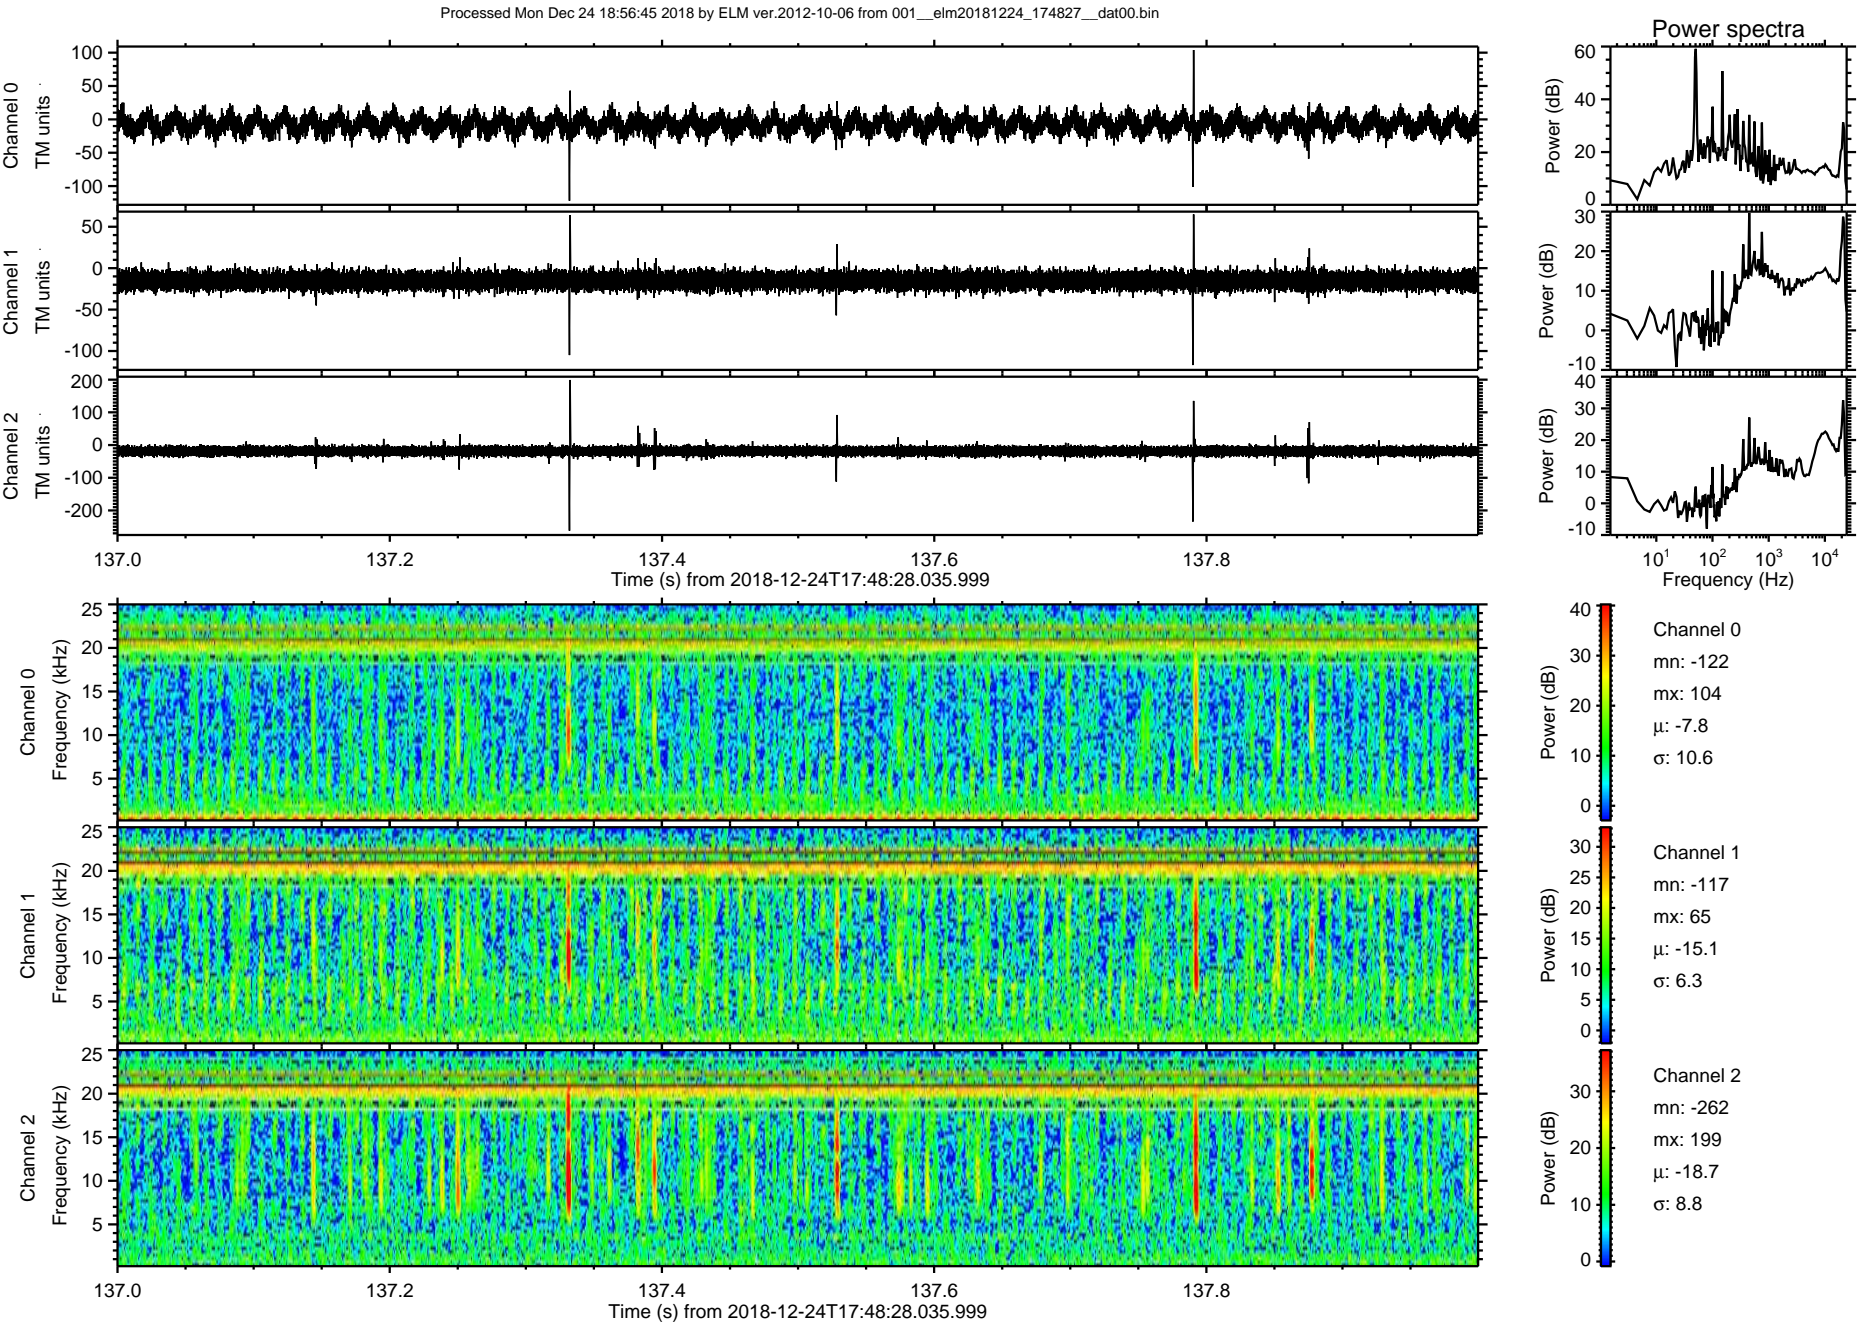 Processed Mon Dec 24 18:56:45 2018 by ELM ver.2012-10-06 from 001__elm20181224_174827__dat00.bin
Power spectra
Channel 0
TM units
100
50
0
-50
-100
Power (dB)
60
40
20
0
Channel 1
TM units
50
0
-50
-100
Power (dB)
30
20
10
0
-10
Channel 2
TM units
200
100
0
-100
-200
Power (dB)
40
30
20
10
0
-10
137.0 137.2 137.4 137.6 137.8
Time (s) from 2018-12-24T17:48:28.035.999
10¹ 10² 10³ 10⁴
Frequency (Hz)
Channel 0
Frequency (kHz)
25
20
15
10
5
Power (dB)
40
30
20
10
0
Channel 0
mn: -122
mx: 104
μ: -7.8
σ: 10.6
Channel 1
Frequency (kHz)
25
20
15
10
5
Power (dB)
30
25
20
15
10
5
0
Channel 1
mn: -117
mx: 65
μ: -15.1
σ: 6.3
Channel 2
Frequency (kHz)
25
20
15
10
5
Power (dB)
30
20
10
0
Channel 2
mn: -262
mx: 199
μ: -18.7
σ: 8.8
137.0 137.2 137.4 137.6 137.8
Time (s) from 2018-12-24T17:48:28.035.999